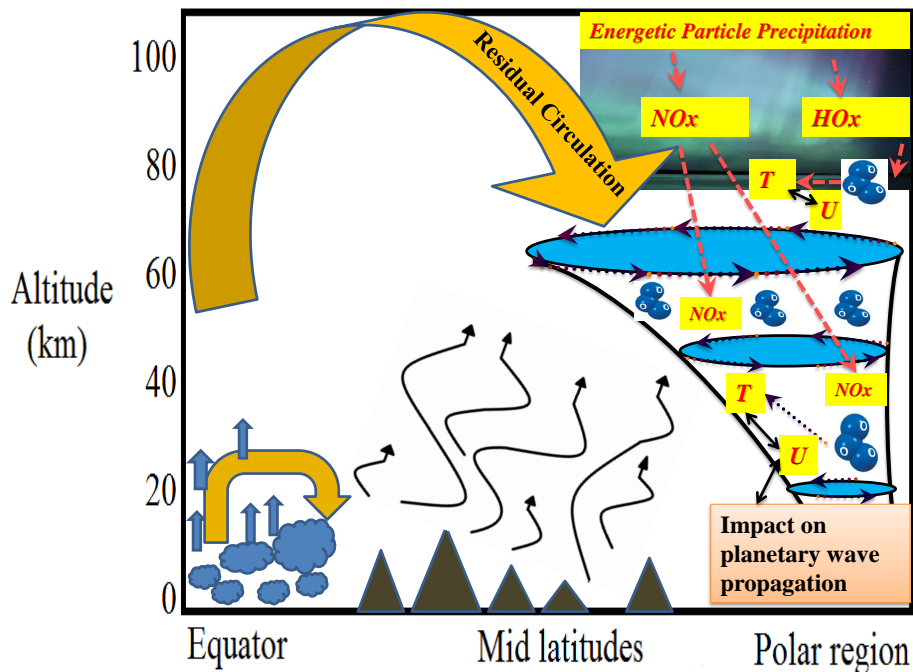 100
80
60
40
20
0
Altitude
(km)
Equator
Mid latitudes
Polar region
Residual Circulation
Energetic Particle Precipitation
NOx
HOx
T
U
O
O
O
NOx
O
O
O
O
O
O
O
O
O
T
NOx
U
O
O
O
Impact on
planetary wave
propagation